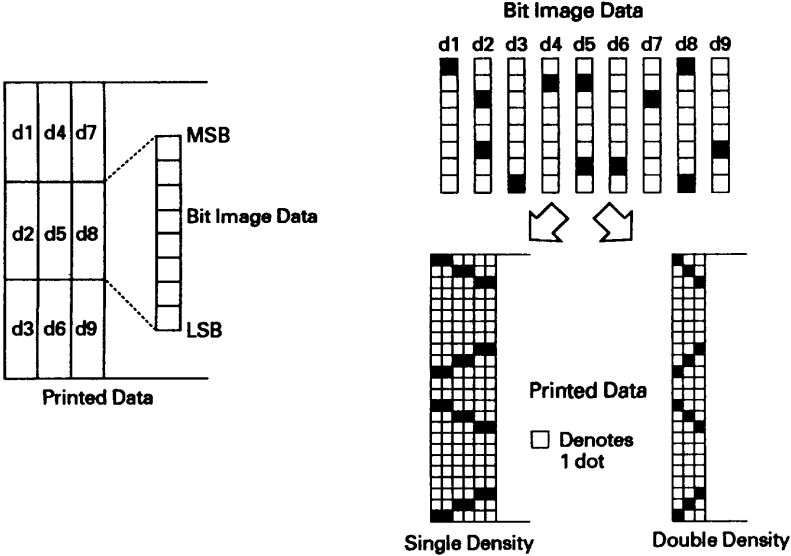 d1 d4 d7
d2 d5 d8
d3 d6 d9
MSB
Bit Image Data
LSB
Printed Data
Bit Image Data
d1 d2 d3 d4 d5 d6 d7 d8 d9
Printed Data
Denotes
1 dot
Single Density
Double Density